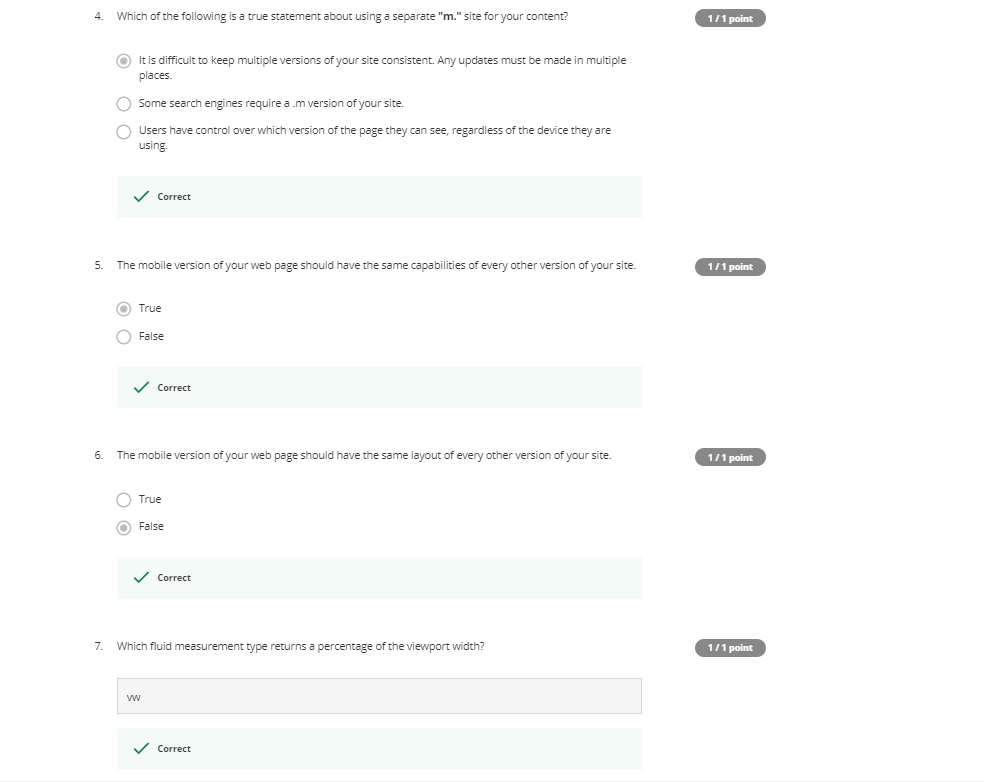 4. Which of the following is a true statement about using a separate "m." site for your content?
1 / 1 point
It is difficult to keep multiple versions of your site consistent. Any updates must be made in multiple
places.
Some search engines require a .m version of your site.
Users have control over which version of the page they can see, regardless of the device they are
using.
Correct
5. The mobile version of your web page should have the same capabilities of every other version of your site.
1 / 1 point
True
False
Correct
6. The mobile version of your web page should have the same layout of every other version of your site.
1 / 1 point
True
False
Correct
7. Which fluid measurement type returns a percentage of the viewport width?
1 / 1 point
vw
Correct